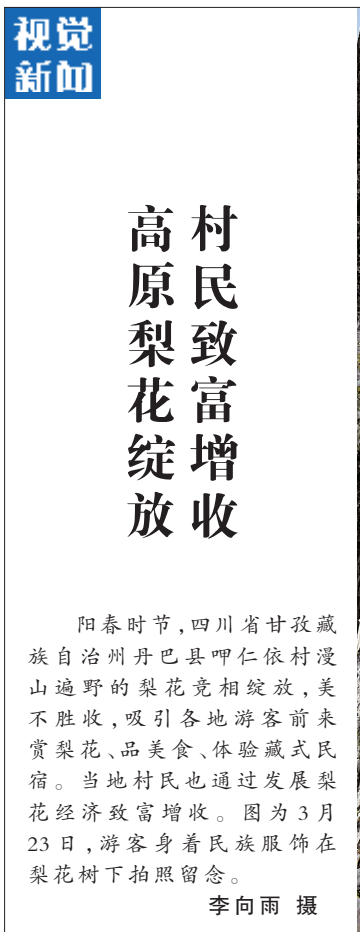 视觉
新闻
高原梨花绽放
村民致富增收
阳春时节,四川省甘孜藏
族自治州丹巴县呷仁依村漫
山遍野的梨花竞相绽放,美
不胜收,吸引各地游客前来
赏梨花、品美食、体验藏式民
宿。当地村民也通过发展梨
花经济致富增收。图为3月
23日,游客身着民族服饰在
梨花树下拍照留念。
李向雨 摄